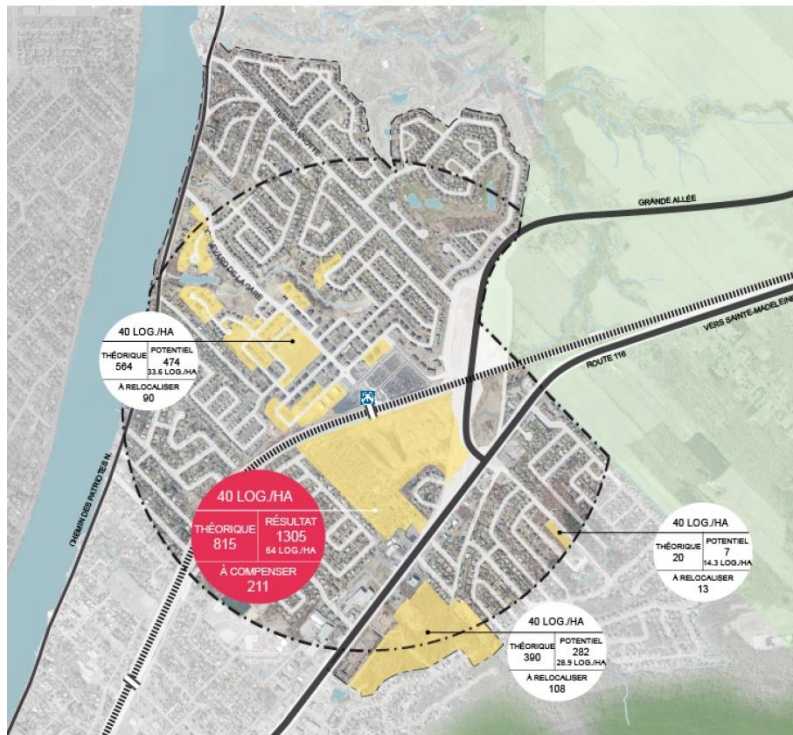 GRANDE ALLÉE
VERS SAINTE-MADELEINE
ROUTE 116
CHEMIN DES PATRIOTES N.
40 LOG./HA
THÉORIQUE
564
POTENTIEL
474
33.6 LOG./HA
À RELOCALISER
90
40 LOG./HA
THÉORIQUE
815
RÉSULTAT
1305
64 LOG./HA
À COMPENSER
211
40 LOG./HA
THÉORIQUE
20
POTENTIEL
7
14.3 LOG./HA
À RELOCALISER
13
40 LOG./HA
THÉORIQUE
390
POTENTIEL
282
28.9 LOG./HA
À RELOCALISER
108